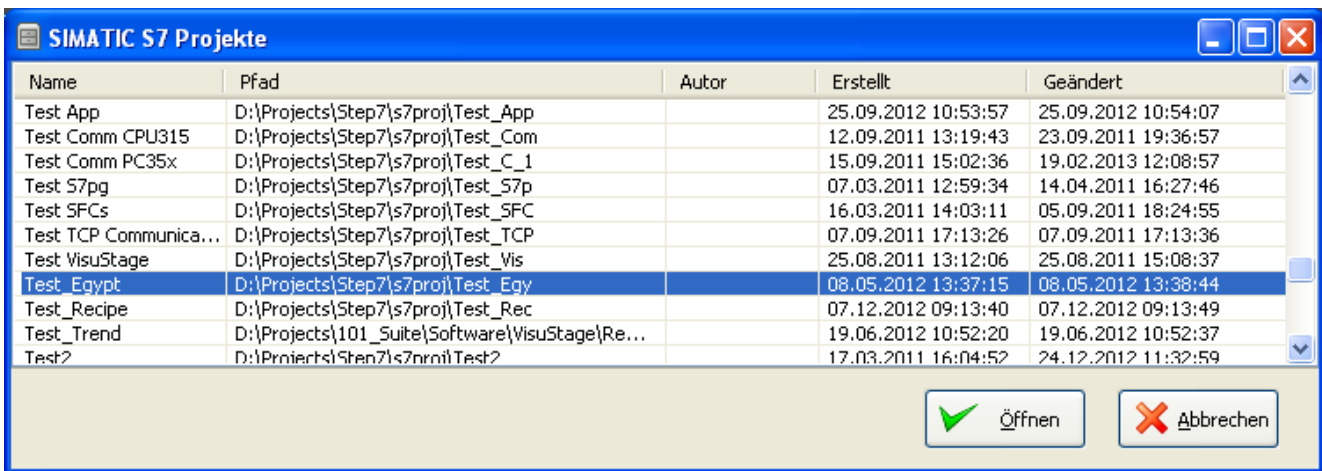 SIMATIC S7 Projekte
Name Pfad Autor Erstellt Geändert
Test App D:\Projects\Step7\s7proj\Test_App 25.09.2012 10:53:57 25.09.2012 10:54:07
Test Comm CPU315 D:\Projects\Step7\s7proj\Test_Com 12.09.2011 13:19:43 23.09.2011 19:36:57
Test Comm PC35x D:\Projects\Step7\s7proj\Test_C_1 15.09.2011 15:02:36 19.02.2013 12:08:57
Test S7pg D:\Projects\Step7\s7proj\Test_S7p 07.03.2011 12:59:34 14.04.2011 16:27:46
Test SFCs D:\Projects\Step7\s7proj\Test_SFC 16.03.2011 14:03:11 05.09.2011 18:24:55
Test TCP Communica... D:\Projects\Step7\s7proj\Test_TCP 07.09.2011 17:13:26 07.09.2011 17:13:36
Test VisuStage D:\Projects\Step7\s7proj\Test_Vis 25.08.2011 13:12:06 25.08.2011 15:08:37
Test_Egypt D:\Projects\Step7\s7proj\Test_Egy 08.05.2012 13:37:15 08.05.2012 13:38:44
Test_Recipe D:\Projects\Step7\s7proj\Test_Rec 07.12.2012 09:13:40 07.12.2012 09:13:49
Test_Trend D:\Projects\101_Suite\Software\VisuStage\Re... 19.06.2012 10:52:20 19.06.2012 10:52:37
Test2 D:\Projects\Step7\s7proj\Test2 17.03.2011 16:04:52 24.12.2012 11:32:59
Öffnen Abbrechen